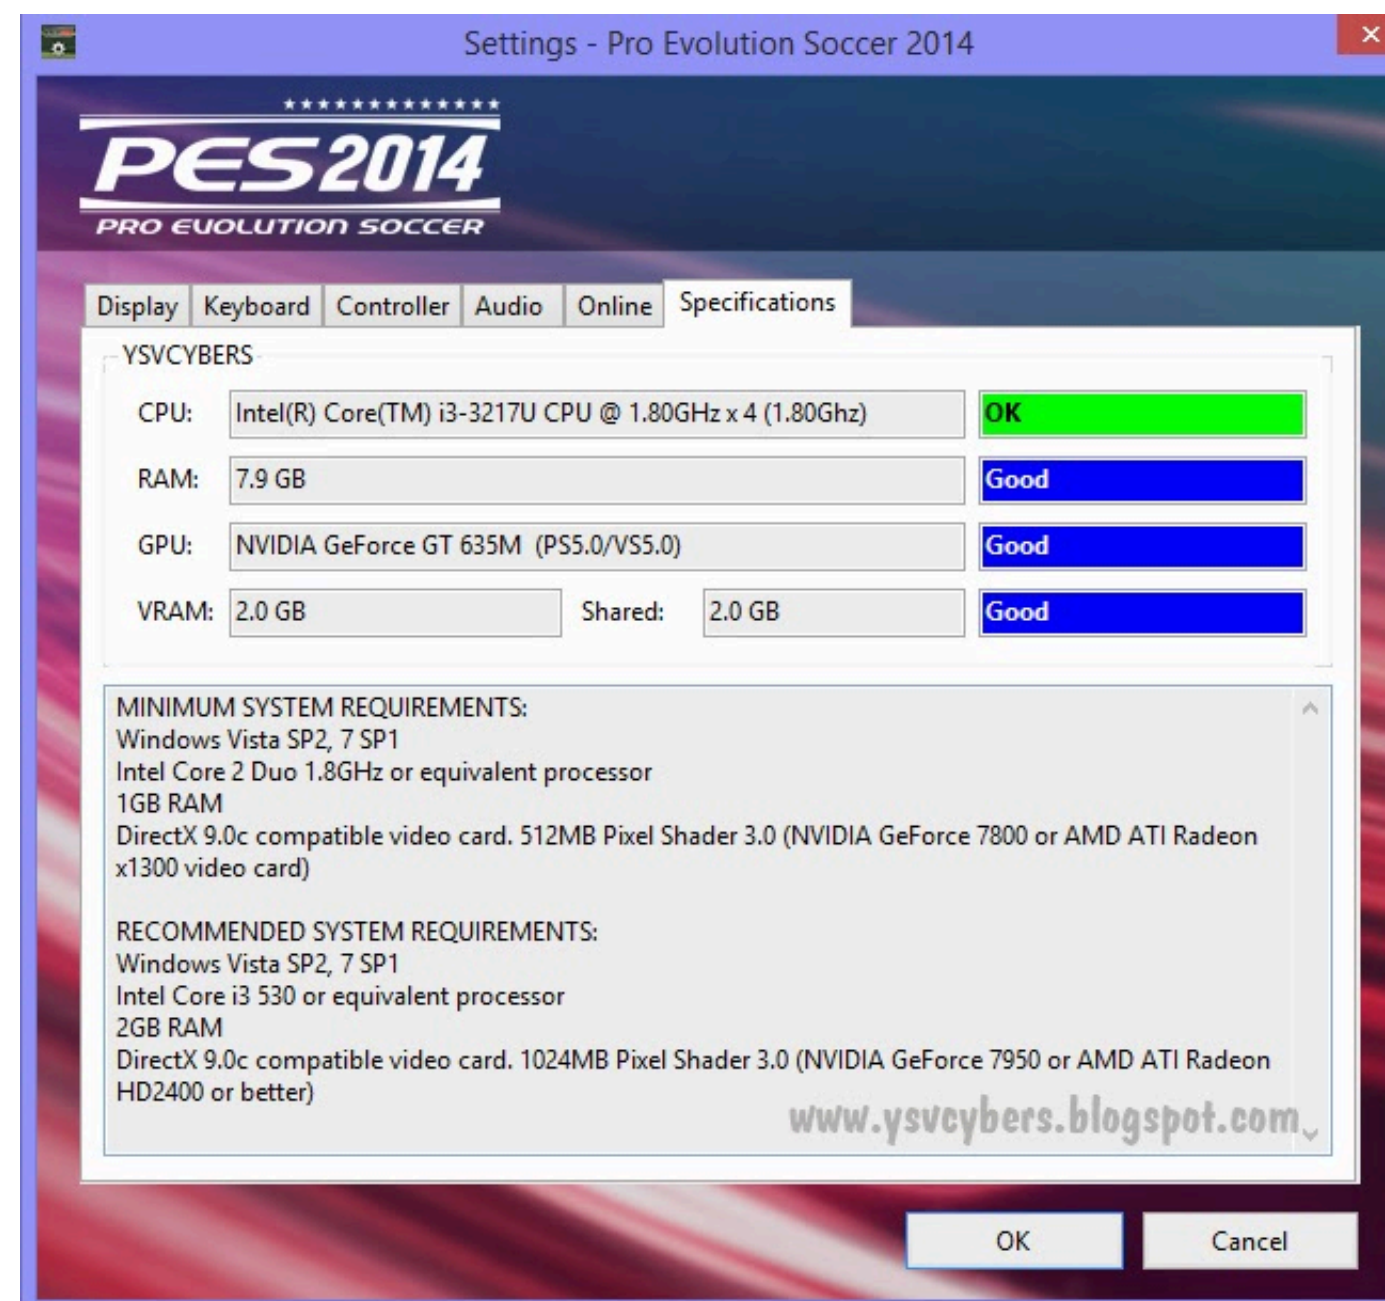 Settings - Pro Evolution Soccer 2014
PES2014
PRO EVOLUTION SOCCER
Display Keyboard Controller Audio Online Specifications
YSVCYBERS
CPU: Intel(R) Core(TM) i3-3217U CPU @ 1.80GHz x 4 (1.80Ghz) OK
RAM: 7.9 GB Good
GPU: NVIDIA GeForce GT 635M (PS5.0/VS5.0) Good
VRAM: 2.0 GB Shared: 2.0 GB Good
MINIMUM SYSTEM REQUIREMENTS:
Windows Vista SP2, 7 SP1
Intel Core 2 Duo 1.8GHz or equivalent processor
1GB RAM
DirectX 9.0c compatible video card. 512MB Pixel Shader 3.0 (NVIDIA GeForce 7800 or AMD ATI Radeon
x1300 video card)
RECOMMENDED SYSTEM REQUIREMENTS:
Windows Vista SP2, 7 SP1
Intel Core i3 530 or equivalent processor
2GB RAM
DirectX 9.0c compatible video card. 1024MB Pixel Shader 3.0 (NVIDIA GeForce 7950 or AMD ATI Radeon
HD2400 or better)
www.ysvcybers.blogspot.com
OK Cancel